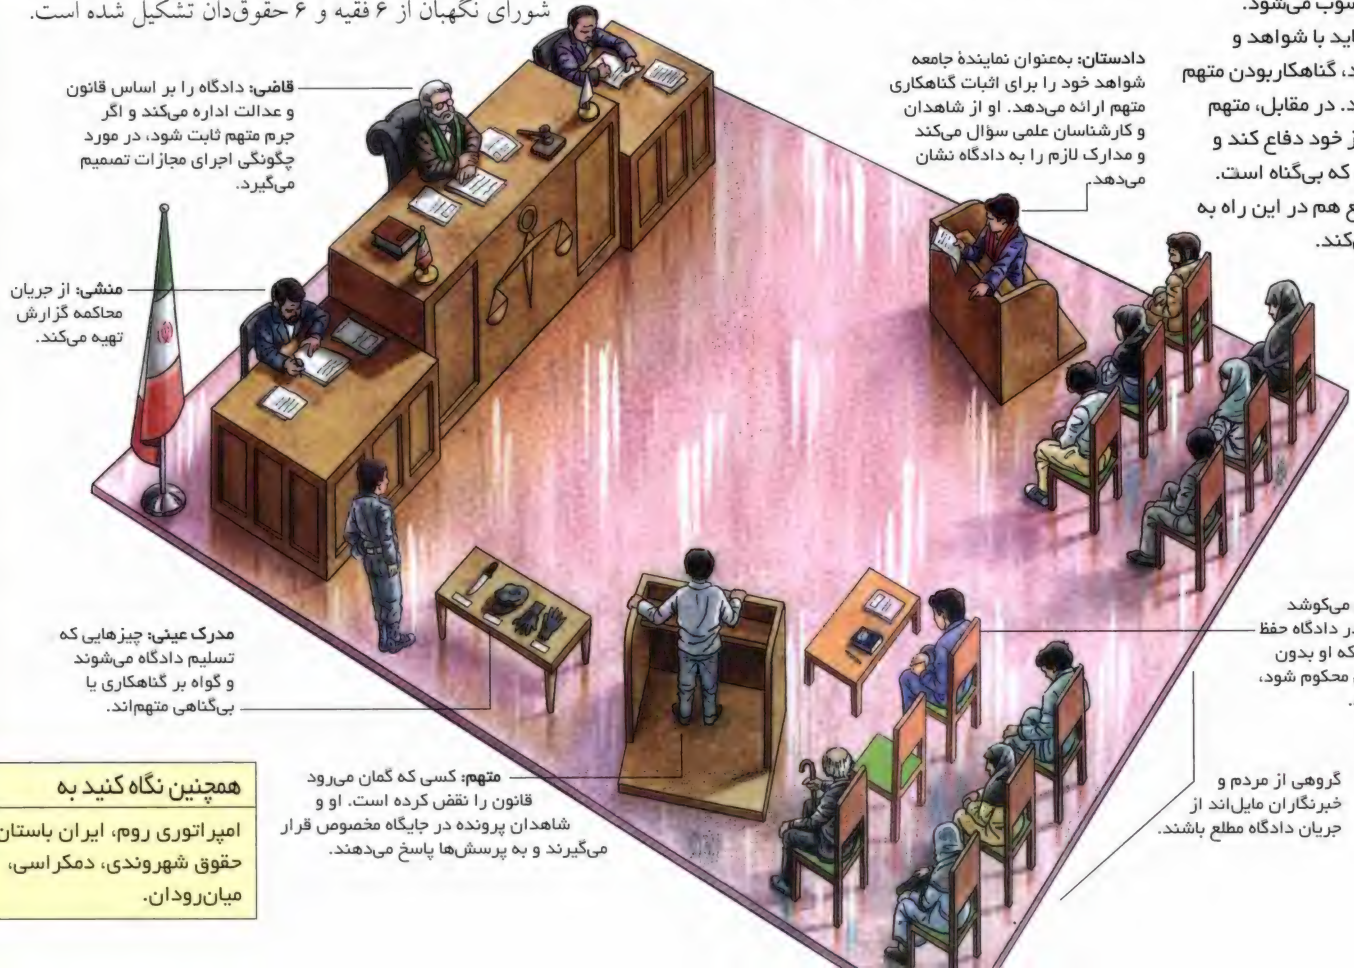 شورای نگهبان از ۶ فقیه و ۶ حقوق‌دان تشکیل شده است.
می‌شود.
با شواهد و
گناهکاربودن متهم
در مقابل، متهم
از خود دفاع کند و
که بی‌گناه است.
هم در این راه به
دادستان: به‌عنوان نمایندهٔ جامعه
شواهد خود را برای اثبات گناهکاری
متهم ارائه می‌دهد. او از شاهدان
و کارشناسان علمی سؤال می‌کند
و مدارک لازم را به دادگاه نشان
می‌دهد.
قاضی: دادگاه را بر اساس قانون
و عدالت اداره می‌کند و اگر
جرم متهم ثابت شود، در مورد
چگونگی اجرای مجازات تصمیم
می‌گیرد.
منشی: از جریان
محاکمه گزارش
تهیه می‌کند.
مدرک عینی: چیزهایی که
تسلیم دادگاه می‌شوند
و گواه بر گناهکاری یا
بی‌گناهی متهم‌اند.
متهم: کسی که گمان می‌رود
قانون را نقض کرده است. او و
شاهدان پرونده در جایگاه مخصوص قرار
می‌گیرند و به پرسش‌ها پاسخ می‌دهند.
می‌کوشد
در دادگاه حفظ
که او بدون
محکوم شود،
گروهی از مردم و
خبرنگاران مایل‌اند از
جریان دادگاه مطلع باشند.
همچنین نگاه کنید به
امپراتوری روم، ایران باستان
حقوق شهروندی، دمکراسی،
میان‌رودان.